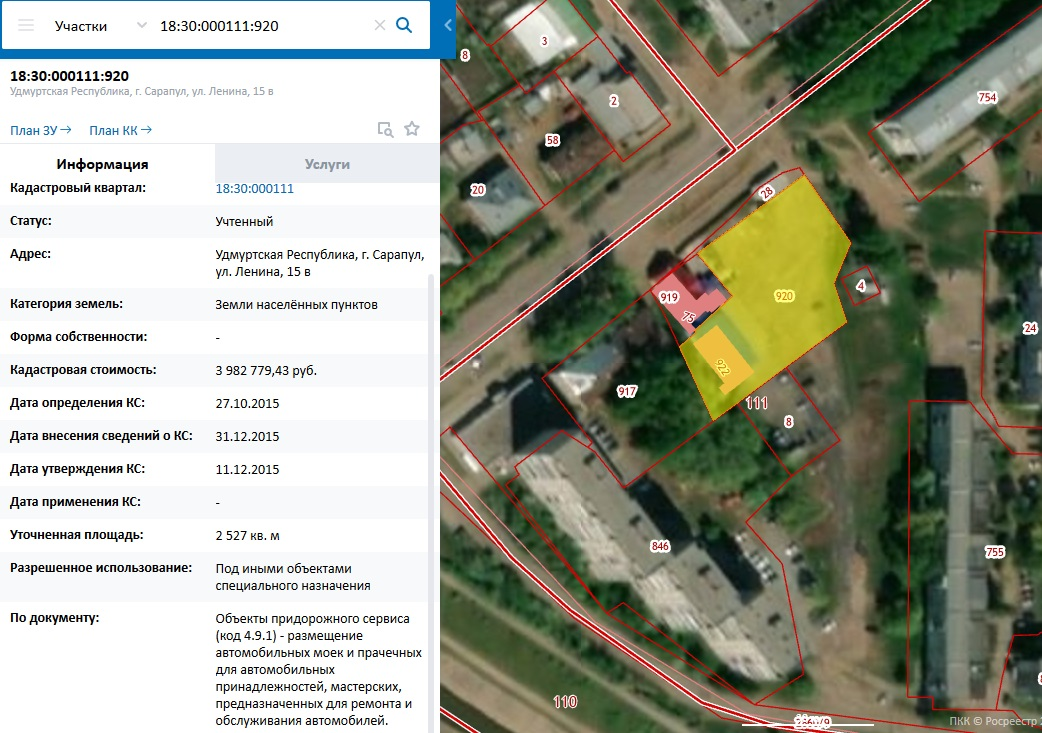 Участки 18:30:000111:920
18:30:000111:920
Удмуртская Республика, г. Сарапул, ул. Ленина, 15 в
План ЗУ → План КК →
Информация Услуги
Кадастровый квартал: 18:30:000111
Статус: Учтенный
Адрес: Удмуртская Республика, г. Сарапул,
ул. Ленина, 15 в
Категория земель: Земли населённых пунктов
Форма собственности: -
Кадастровая стоимость: 3 982 779,43 руб.
Дата определения КС: 27.10.2015
Дата внесения сведений о КС: 31.12.2015
Дата утверждения КС: 11.12.2015
Дата применения КС: -
Уточненная площадь: 2 527 кв. м
Разрешенное использование: Под иными объектами
специального назначения
По документу: Объекты придорожного сервиса
(код 4.9.1) - размещение
автомобильных моек и прачечных
для автомобильных
принадлежностей, мастерских,
предназначенных для ремонта и
обслуживания автомобилей.
3
8
2
754
58
20
28
4
919
920
75
24
922
917
111
8
846
755
110
ПКК © Росреестр 2